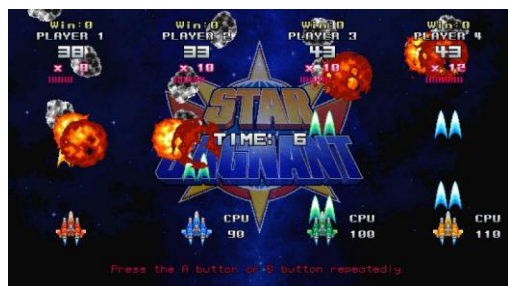 Win:0 Win:0 Win:0 Win:0
PLAYER 1 PLAYER 2 PLAYER 3 PLAYER 4
38 33 43 43
x 8 x 10 x 10 x 12
STAR
TIME: 6
GAGNANT
CPU CPU CPU
90 100 110
Press the A button or B button repeatedly